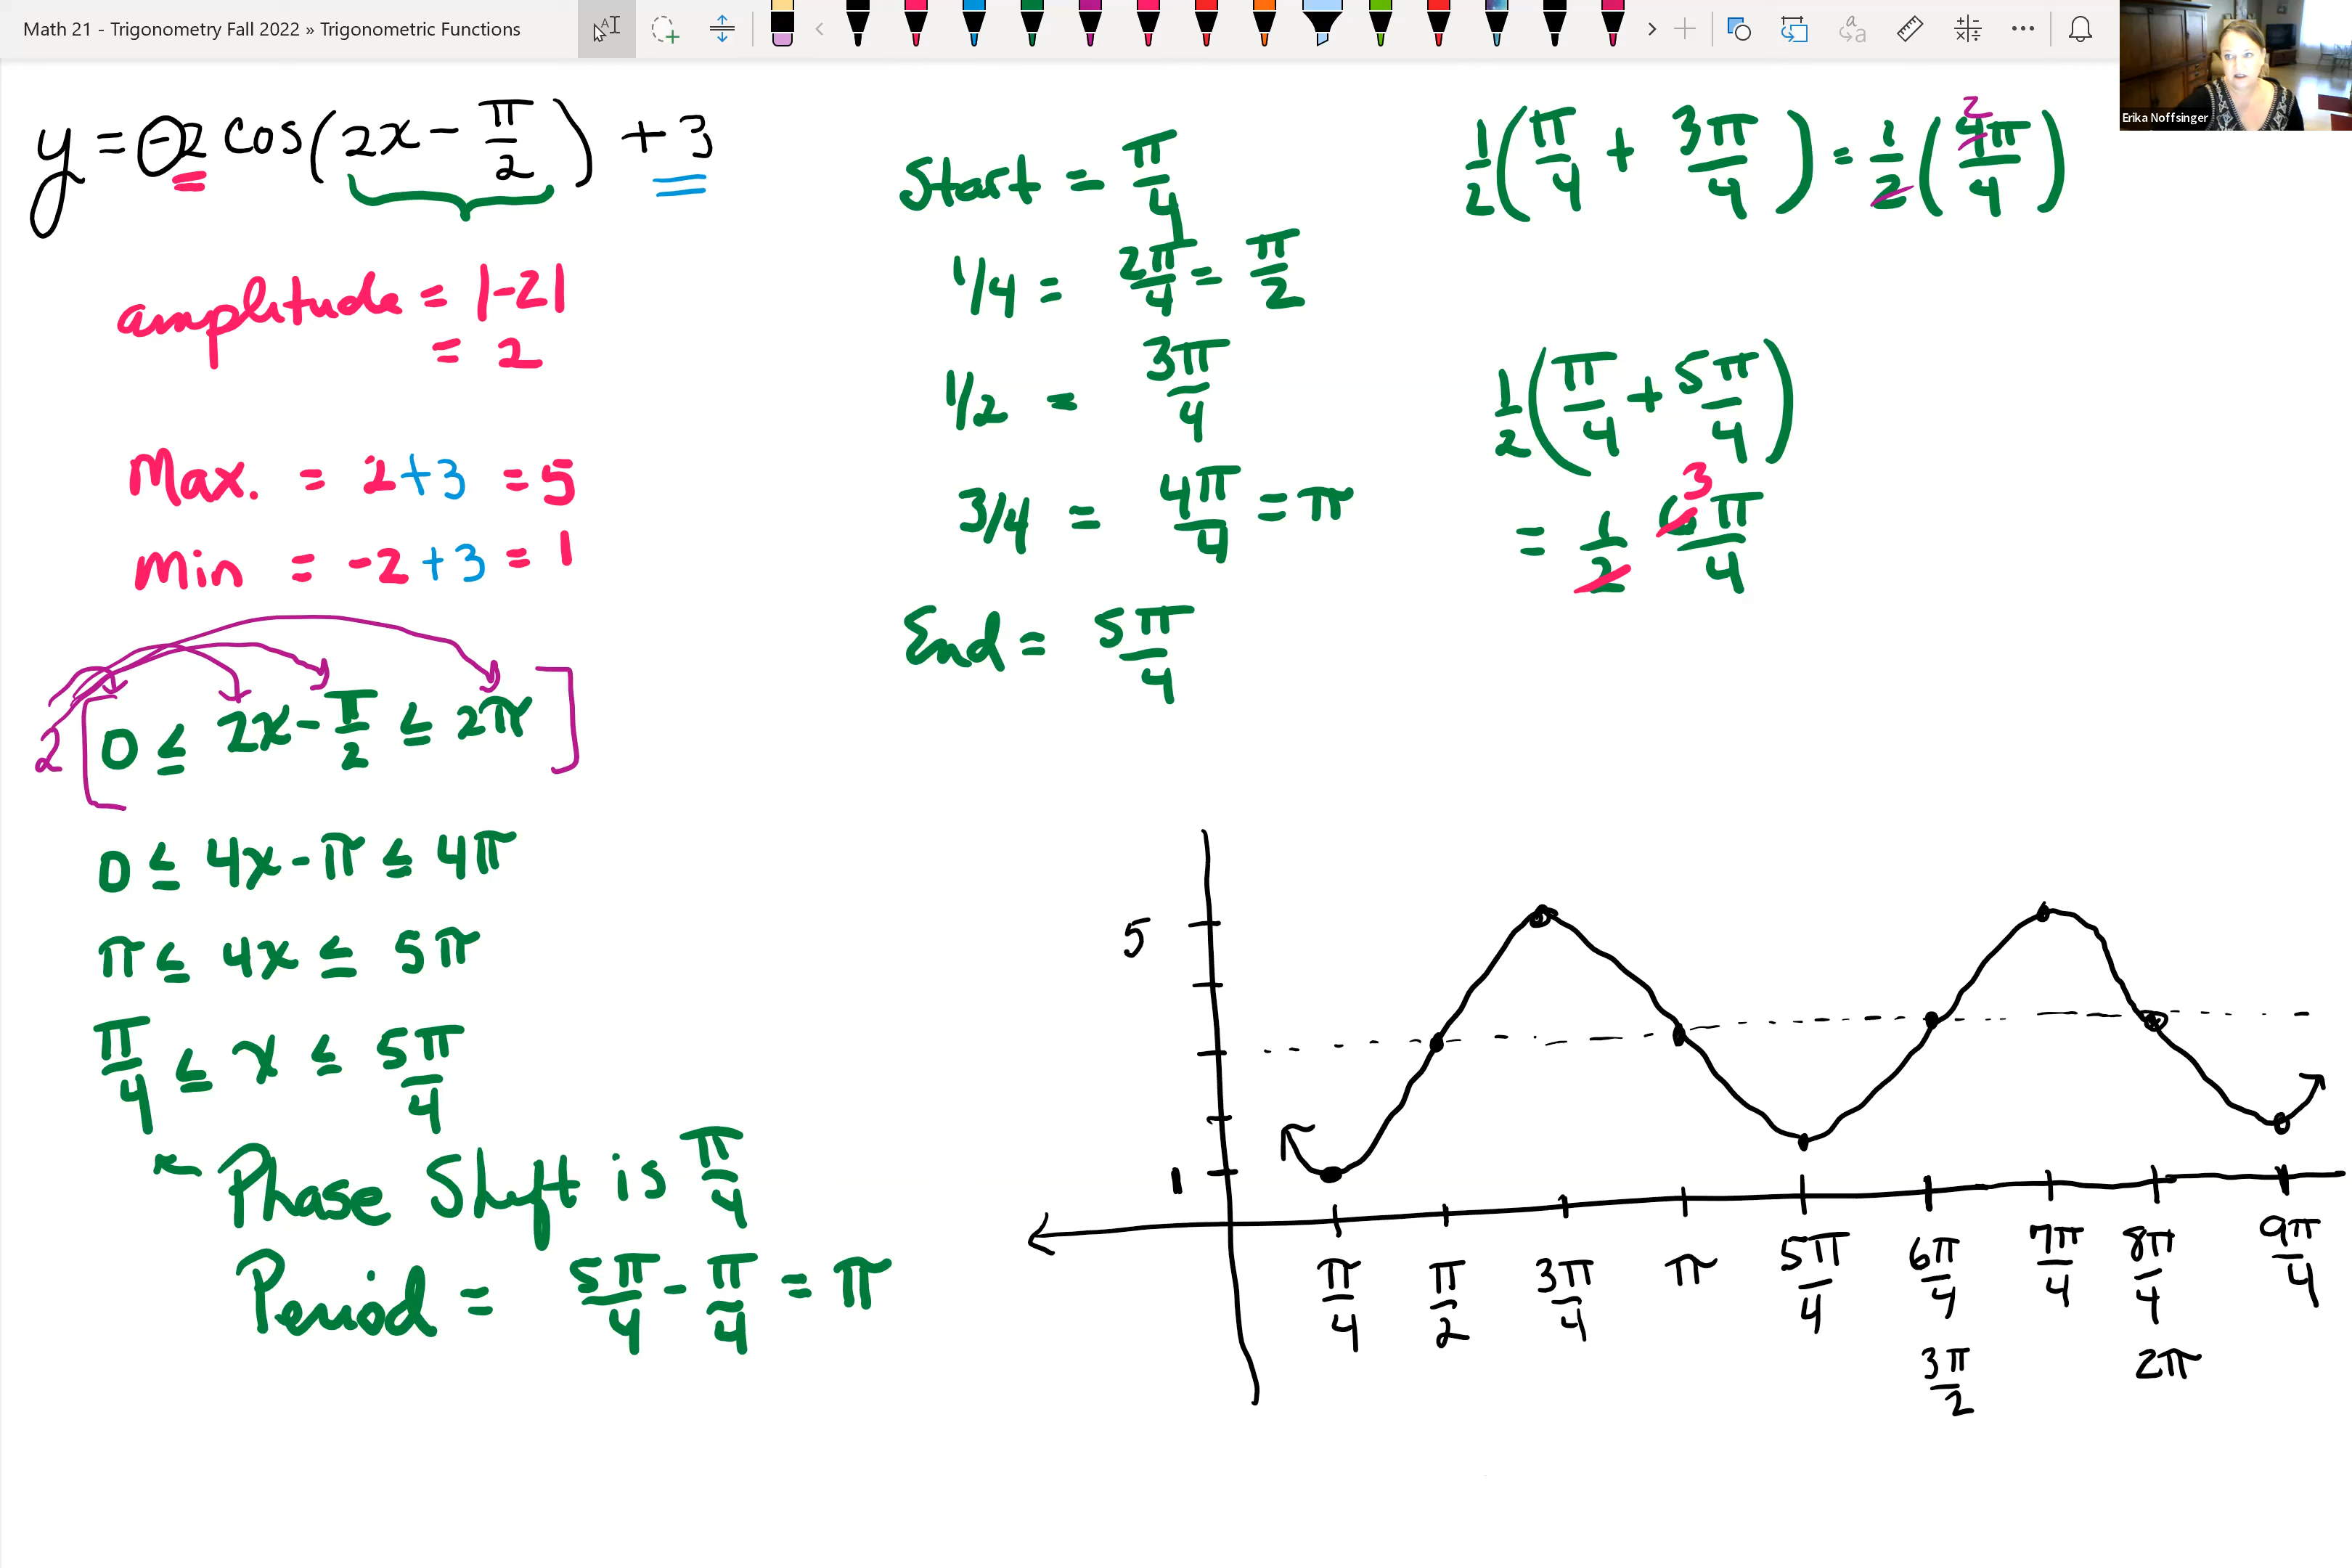 Math 21 - Trigonometry Fall 2022 » Trigonometric Functions
Erika Noffsinger
y = -2 cos(2x - π/2) + 3
amplitude = |-2|
= 2
Max. = 2+3 = 5
Min = -2+3 = 1
2[0 ≤ 2x - π/2 ≤ 2π]
0 ≤ 4x - π ≤ 4π
π ≤ 4x ≤ 5π
π/4 ≤ x ≤ 5π/4
Phase Shift is π/4
Period = 5π/4 - π/4 = π
Start = π/4
1/4 = 2π/4 = π/2
1/2 = 3π/4
3/4 = 4π/4 = π
End = 5π/4
1/2(π/4 + 3π/4) = 1/2(4π/4)
2
1/2(π/4 + 5π/4)
3
= 1/2 6π/4
5
1
π/4 π/2 3π/4 π 5π/4 6π/4 7π/4 8π/4 9π/4
3π/2 2π